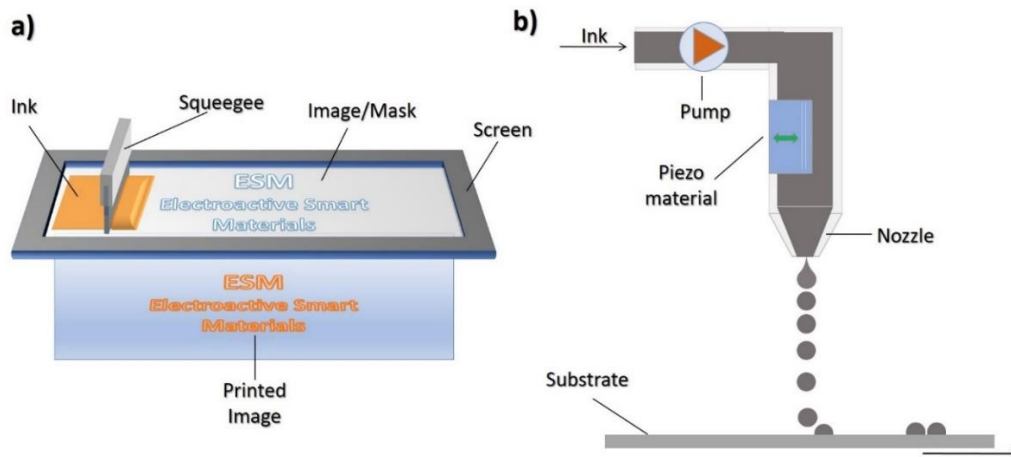 a)
Ink
Squeegee
Image/Mask
Screen
ESM
Electroactive Smart
Materials
ESM
Electroactive Smart
Materials
Printed
Image
b)
Ink
Pump
Piezo
material
Nozzle
Substrate